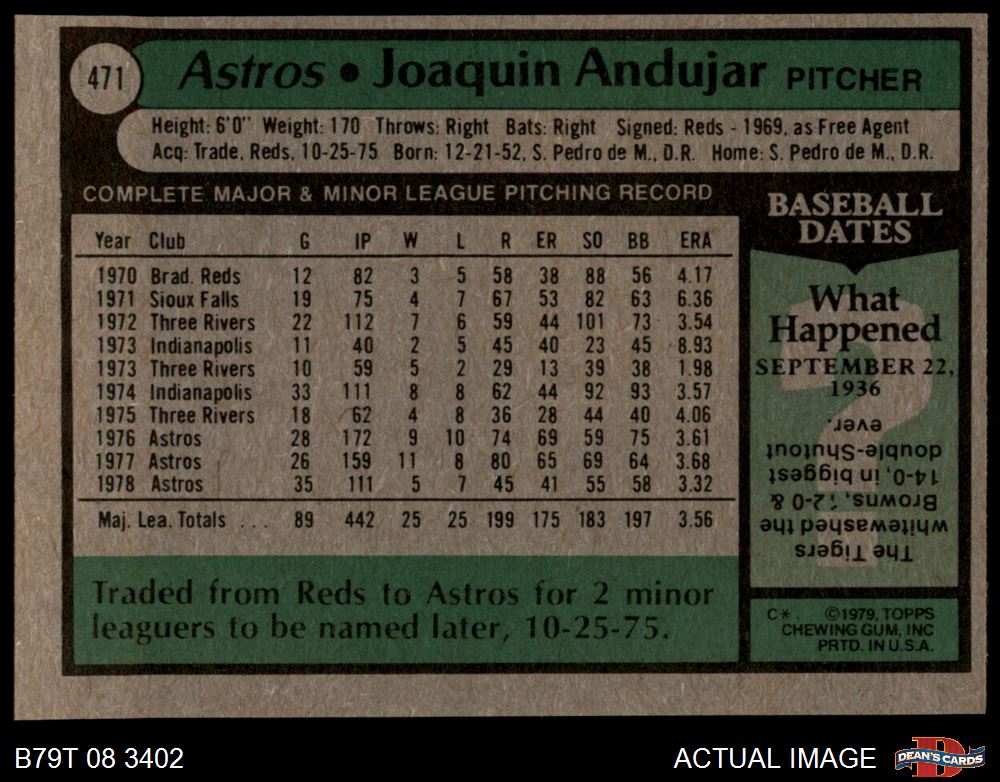 471
Astros • Joaquin Andujar PITCHER
Height: 6'0" Weight: 170 Throws: Right Bats: Right Signed: Reds - 1969, as Free Agent
Acq: Trade, Reds, 10-25-75 Born: 12-21-52, S. Pedro de M., D.R. Home: S. Pedro de M., D.R.
COMPLETE MAJOR & MINOR LEAGUE PITCHING RECORD
Year Club G IP W L R ER SO BB ERA
1970 Brad. Reds 12 82 3 5 58 38 88 56 4.17
1971 Sioux Falls 19 75 4 7 67 53 82 63 6.36
1972 Three Rivers 22 112 7 6 59 44 101 73 3.54
1973 Indianapolis 11 40 2 5 45 40 23 45 8.93
1973 Three Rivers 10 59 5 2 29 13 39 38 1.98
1974 Indianapolis 33 111 8 8 62 44 92 93 3.57
1975 Three Rivers 18 62 4 8 36 28 44 40 4.06
1976 Astros 28 172 9 10 74 69 59 75 3.61
1977 Astros 26 159 11 8 80 65 69 64 3.68
1978 Astros 35 111 5 7 45 41 55 58 3.32
Maj. Lea. Totals ... 89 442 25 25 199 175 183 197 3.56
Traded from Reds to Astros for 2 minor
leaguers to be named later, 10-25-75.
BASEBALL
DATES
What
Happened
SEPTEMBER 22,
1936
?
The Tigers
whitewashed the
Browns, 12-0 &
14-0, in biggest
double-Shutout
ever.
C* . ©1979, TOPPS
CHEWING GUM, INC
PRTD. IN U.S.A.
B79T 08 3402
ACTUAL IMAGE
D
DEAN'S CARDS